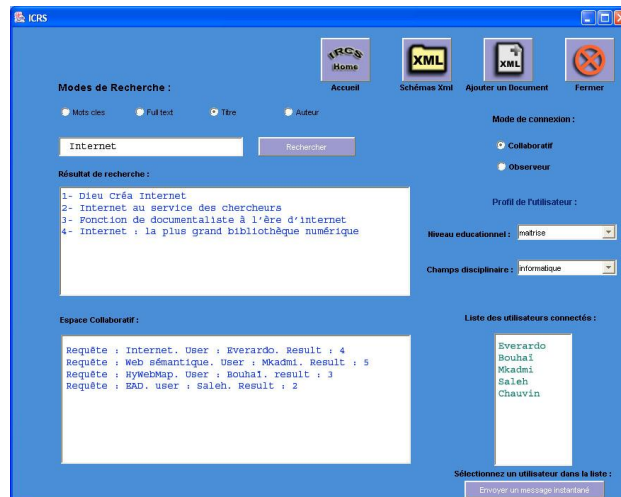 ICRS
IRCS
Home
XML
XML
Accueil
Schémas Xml
Ajouter un Document
Fermer
Modes de Recherche :
Mots cles
Full text
Titre
Auteur
Internet
Rechercher
Mode de connexion :
Collaboratif
Observeur
Résultat de recherche :
1- Dieu Créa Internet
2- Internet au service des chercheurs
3- Fonction de documentaliste à l'ère d'internet
4- Internet : la plus grand bibliothèque numérique
Profil de l'utilisateur :
Niveau educationnel : maitrise
Champs disciplinaire : informatique
Espace Collaboratif :
Requête : Internet. User : Everardo. Result : 4
Requête : Web sémantique. User : Mkadmi. Result : 5
Requête : HyWebMap. User : Bouhaï. result : 3
Requête : EAD. user : Saleh. Result : 2
Liste des utilisateurs connectés :
Everardo
Bouhaï
Mkadmi
Saleh
Chauvin
Sélectionnez un utilisateur dans la liste :
Envoyer un message instantané